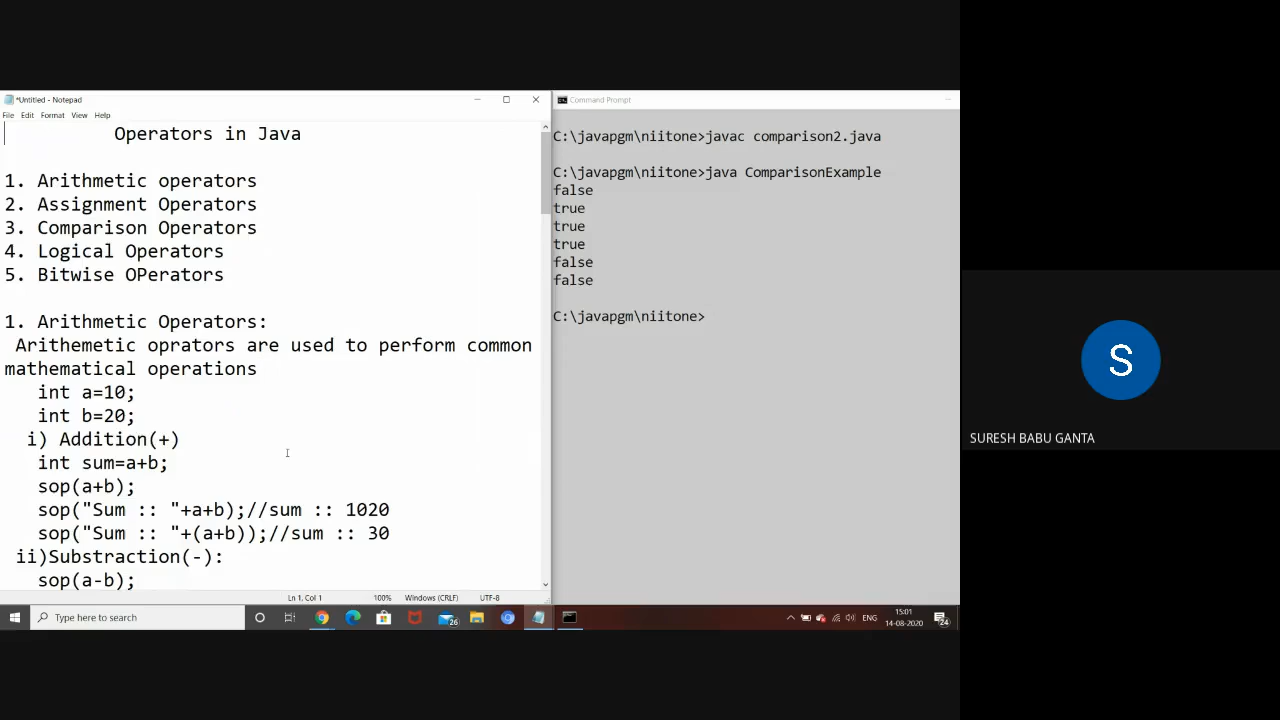 *Untitled - Notepad
File Edit Format View Help
Operators in Java
1. Arithmetic operators
2. Assignment Operators
3. Comparison Operators
4. Logical Operators
5. Bitwise OPerators
1. Arithmetic Operators:
Arithemetic oprators are used to perform common
mathematical operations
int a=10;
int b=20;
i) Addition(+)
int sum=a+b;
sop(a+b);
sop("Sum :: "+a+b);//sum :: 1020
sop("Sum :: "+(a+b));//sum :: 30
ii)Substraction(-):
sop(a-b);
Ln 1, Col 1 100% Windows (CRLF) UTF-8
Command Prompt
C:\javapgm\niitone>javac comparison2.java
C:\javapgm\niitone>java ComparisonExample
false
true
true
true
false
false
C:\javapgm\niitone>
Type here to search
26
ENG
15:01
14-08-2020
24
S
SURESH BABU GANTA